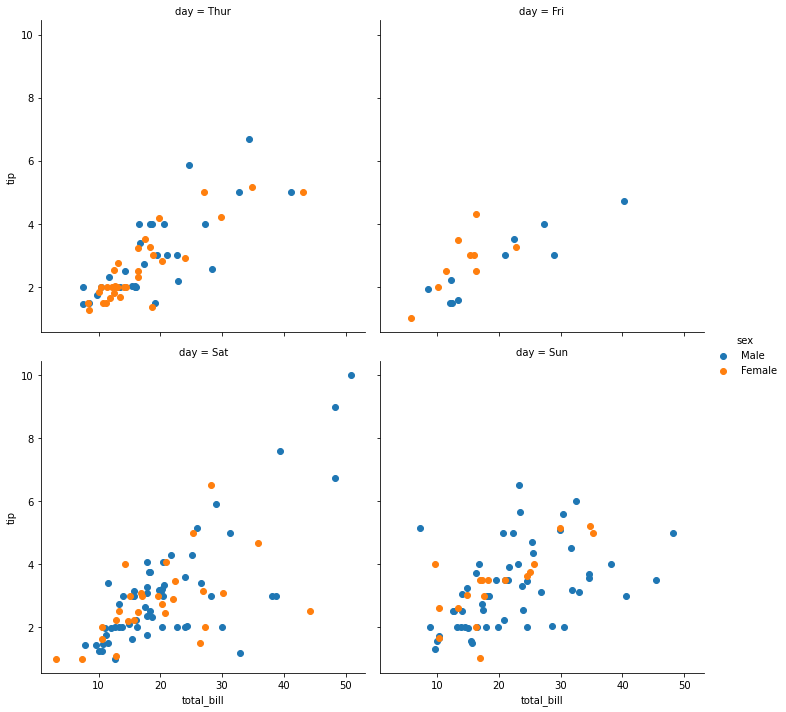 day = Thur
day = Fri
10
8
6
4
2
tip
day = Sat
day = Sun
sex
Male
Female
10
8
6
4
2
tip
10 20 30 40 50
10 20 30 40 50
total_bill
total_bill